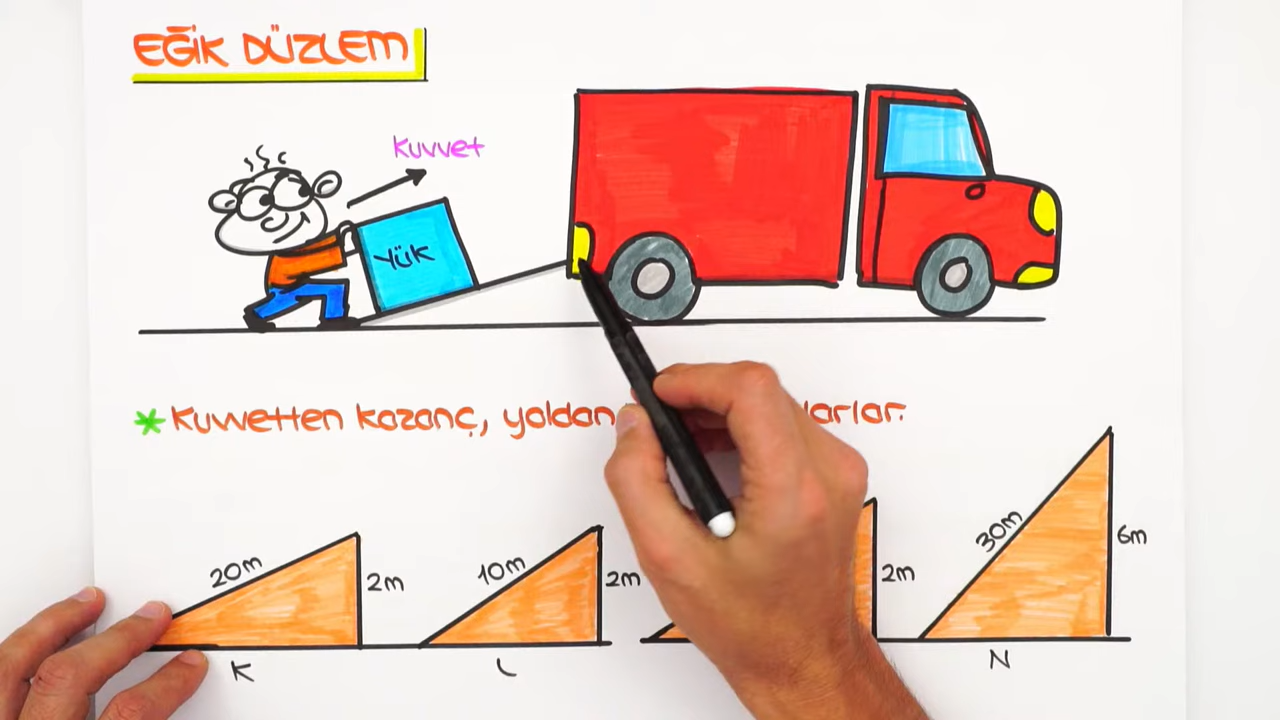 EĞİK DÜZLEM
Kuvvet
Yük
* Kuvvetten kazanç, yoldan
20m
2m
10m
2m
2m
30m
6m
K
L
N